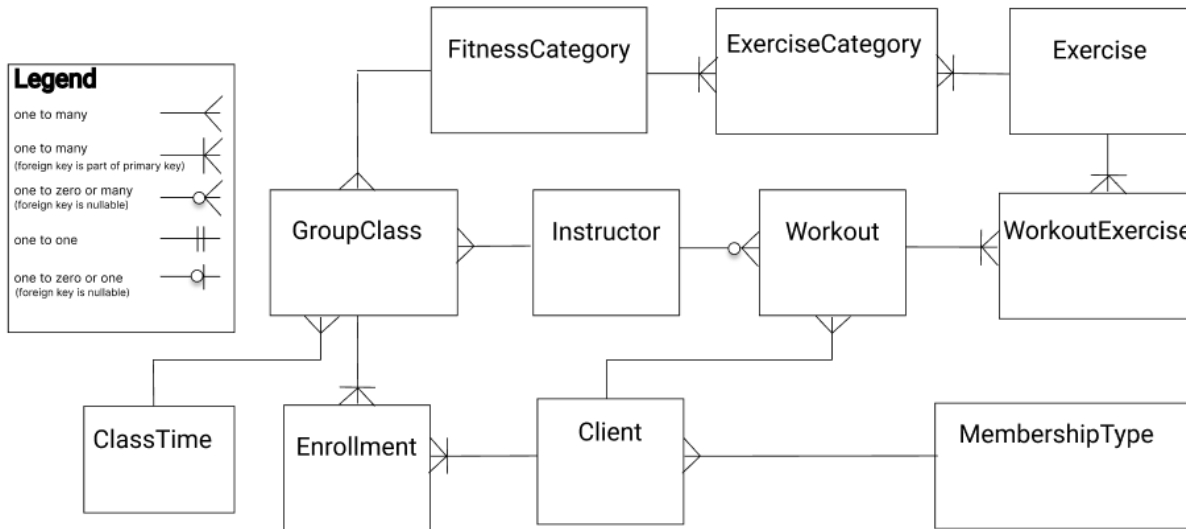 Legend
one to many
one to many
(foreign key is part of primary key)
one to zero or many
(foreign key is nullable)
one to one
one to zero or one
(foreign key is nullable)
FitnessCategory
ExerciseCategory
Exercise
GroupClass
Instructor
Workout
WorkoutExercise
ClassTime
Enrollment
Client
MembershipType